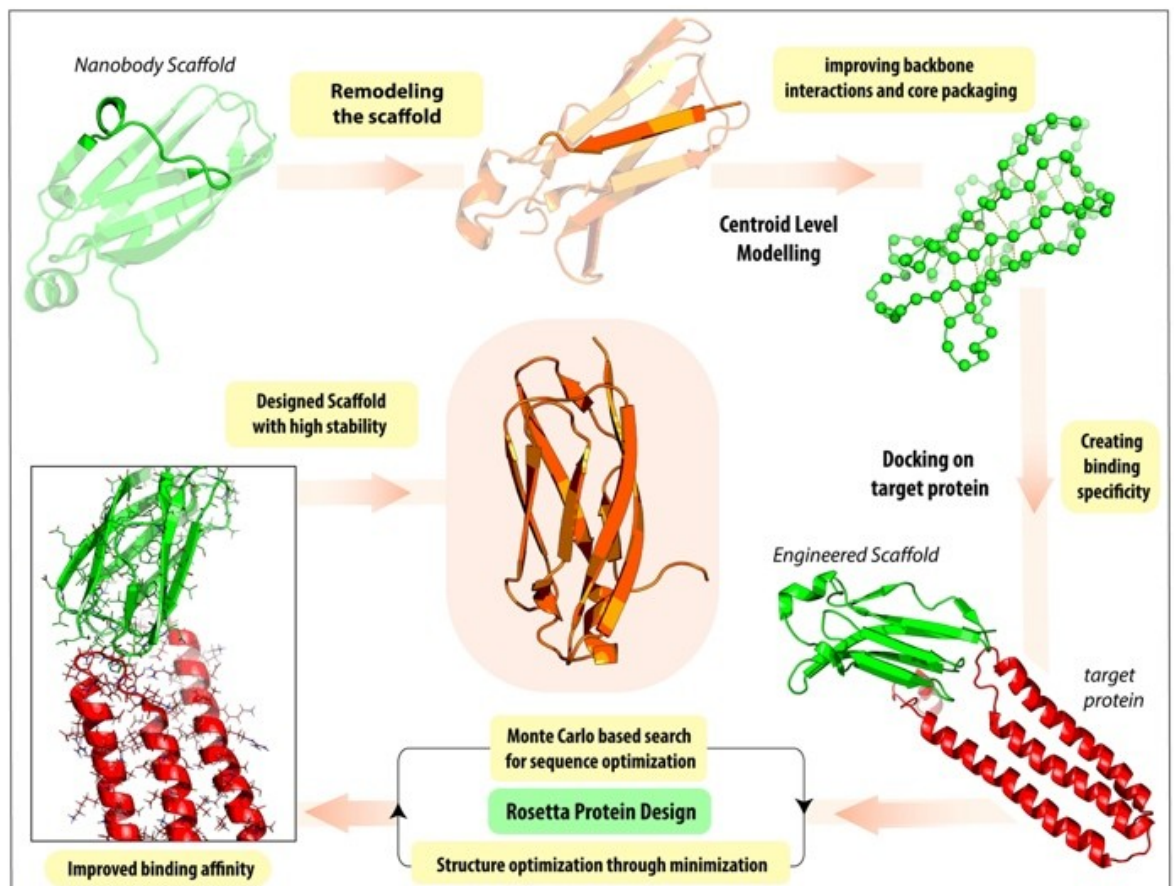 Nanobody Scaffold
Remodeling
the scaffold
improving backbone
interactions and core packaging
Centroid Level
Modelling
Designed Scaffold
with high stability
Docking on
target protein
Creating
binding
specificity
Engineered Scaffold
target
protein
Monte Carlo based search
for sequence optimization
Rosetta Protein Design
Structure optimization through minimization
Improved binding affinity